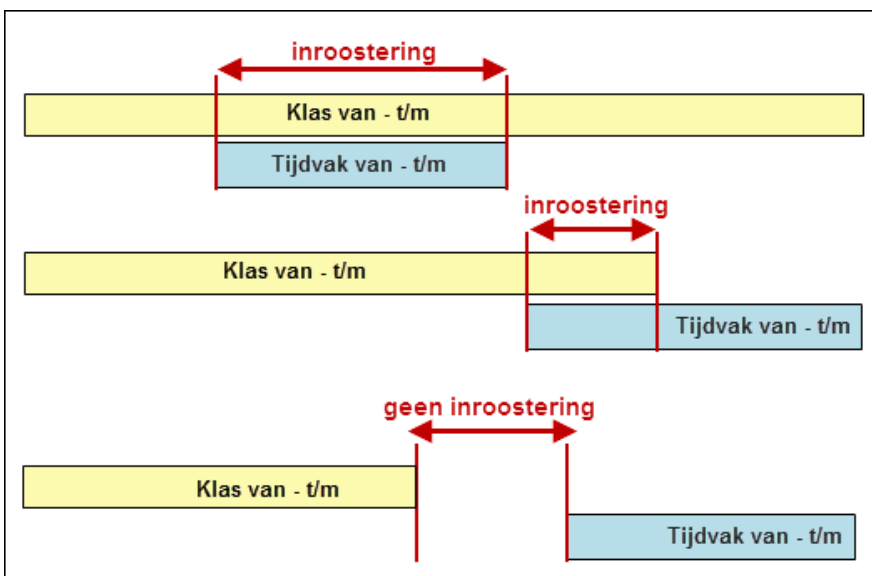 inroostering
Klas van - t/m
Tijdvak van - t/m
inroostering
Klas van - t/m
Tijdvak van - t/m
geen inroostering
Klas van - t/m
Tijdvak van - t/m